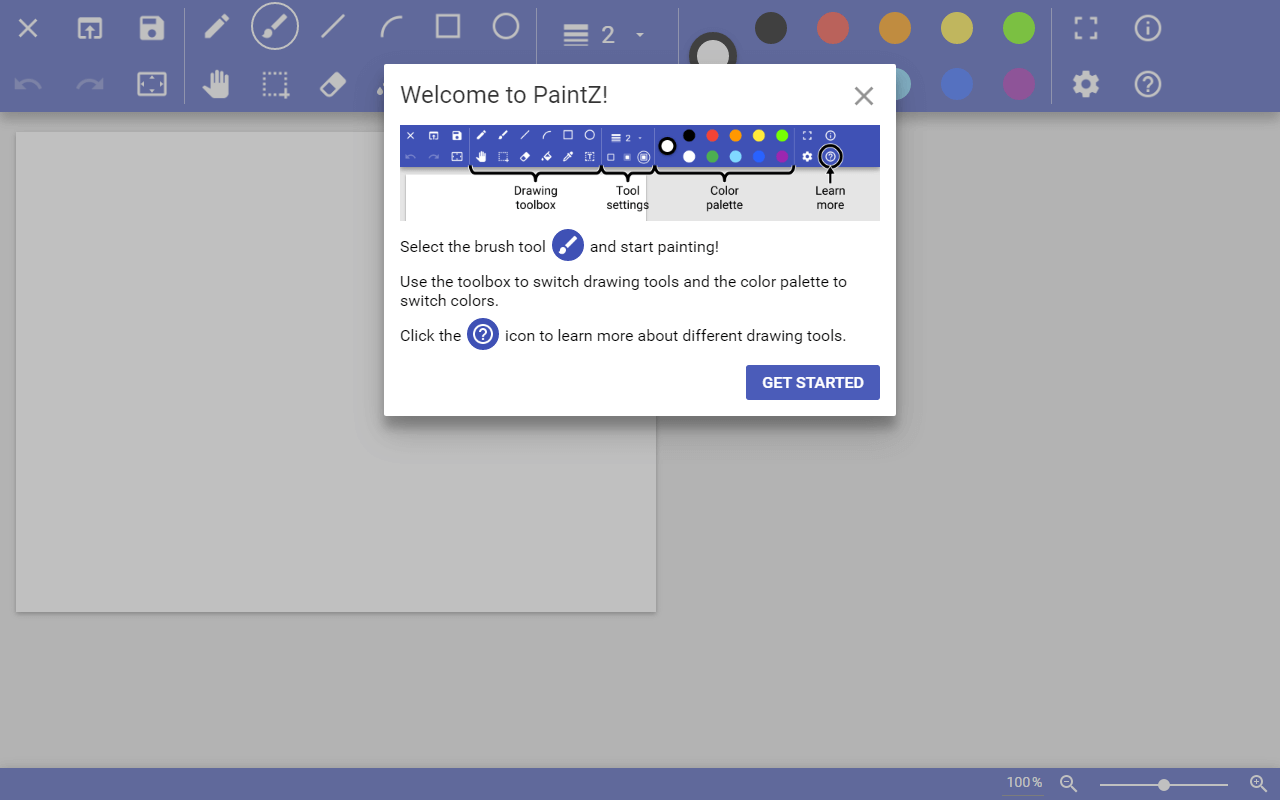 2
Welcome to PaintZ!
2
Drawing
toolbox
Tool
settings
Color
palette
Learn
more
Select the brush tool and start painting!
Use the toolbox to switch drawing tools and the color palette to
switch colors.
Click the icon to learn more about different drawing tools.
GET STARTED
100%